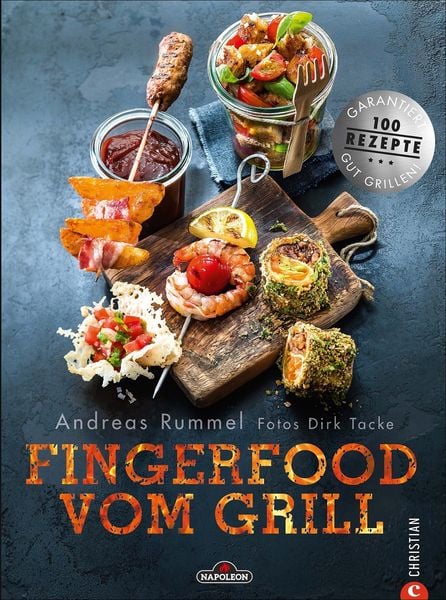 GARANTIERT
100
REZEPTE
GUT GRILLEN!
Andreas Rummel Fotos Dirk Tacke
FINGERFOOD
VOM GRILL
NAPOLEON
C CHRISTIAN